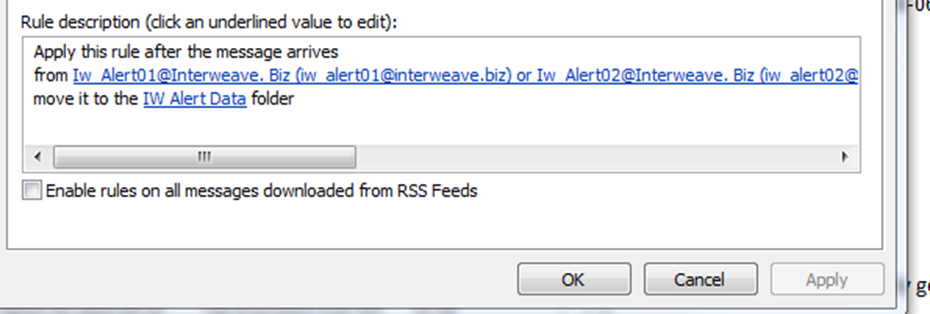 -06
Rule description (click an underlined value to edit):
Apply this rule after the message arrives
from Iw_Alert01@Interweave. Biz (iw_alert01@interweave.biz) or Iw_Alert02@Interweave. Biz (iw_alert02@
move it to the IW Alert Data folder
Enable rules on all messages downloaded from RSS Feeds
OK Cancel Apply